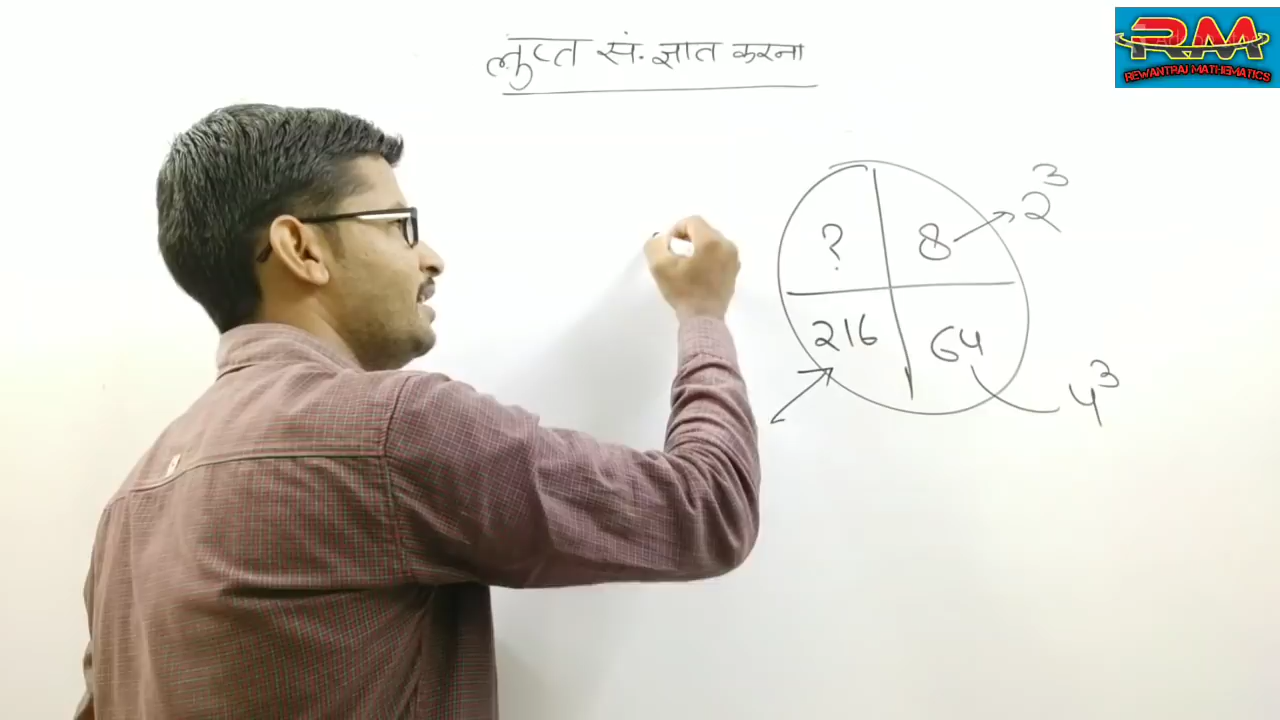 लुप्त सं. ज्ञात करना
RM
REWANTRAJ MATHEMATICS
? 8 2³
216 64 4³